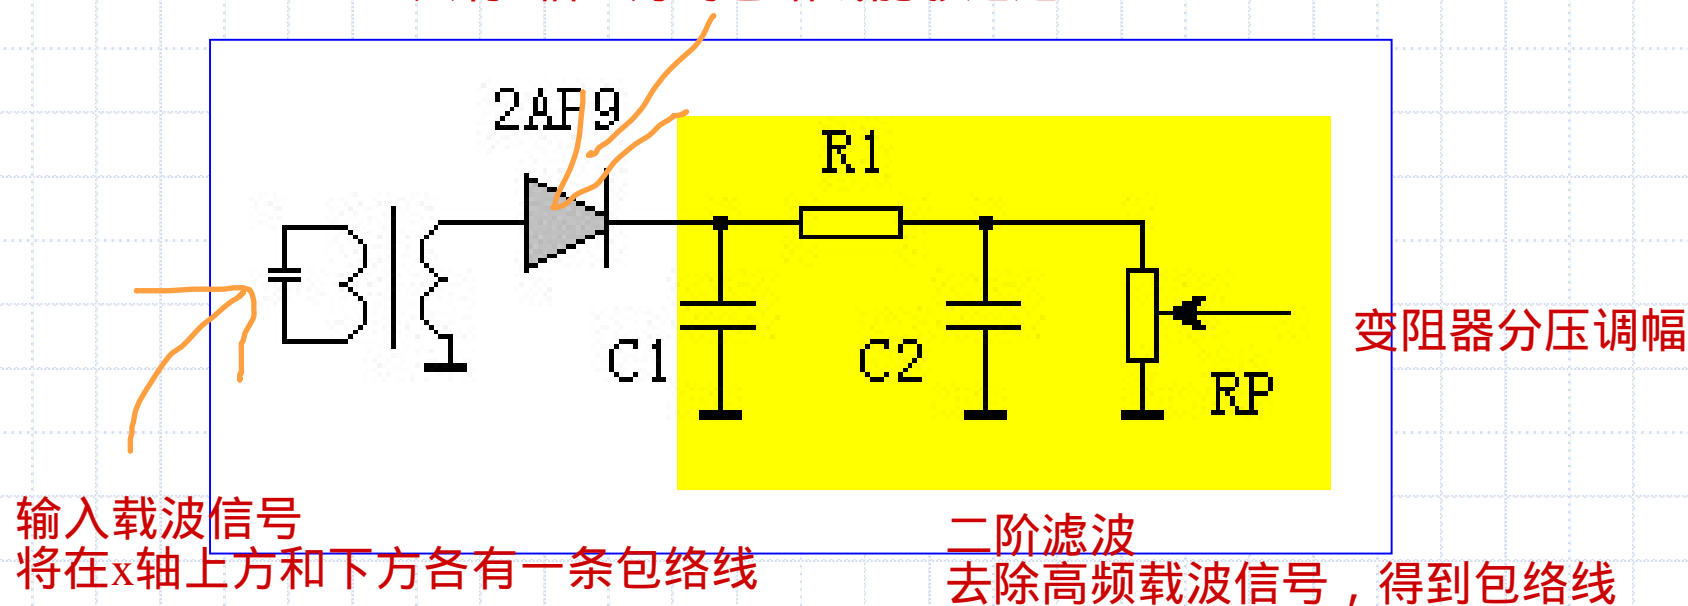 2AP9
R1
C1
C2
RP
变阻器分压调幅
输入载波信号
将在x轴上方和下方各有一条包络线
二阶滤波
去除高频载波信号，得到包络线